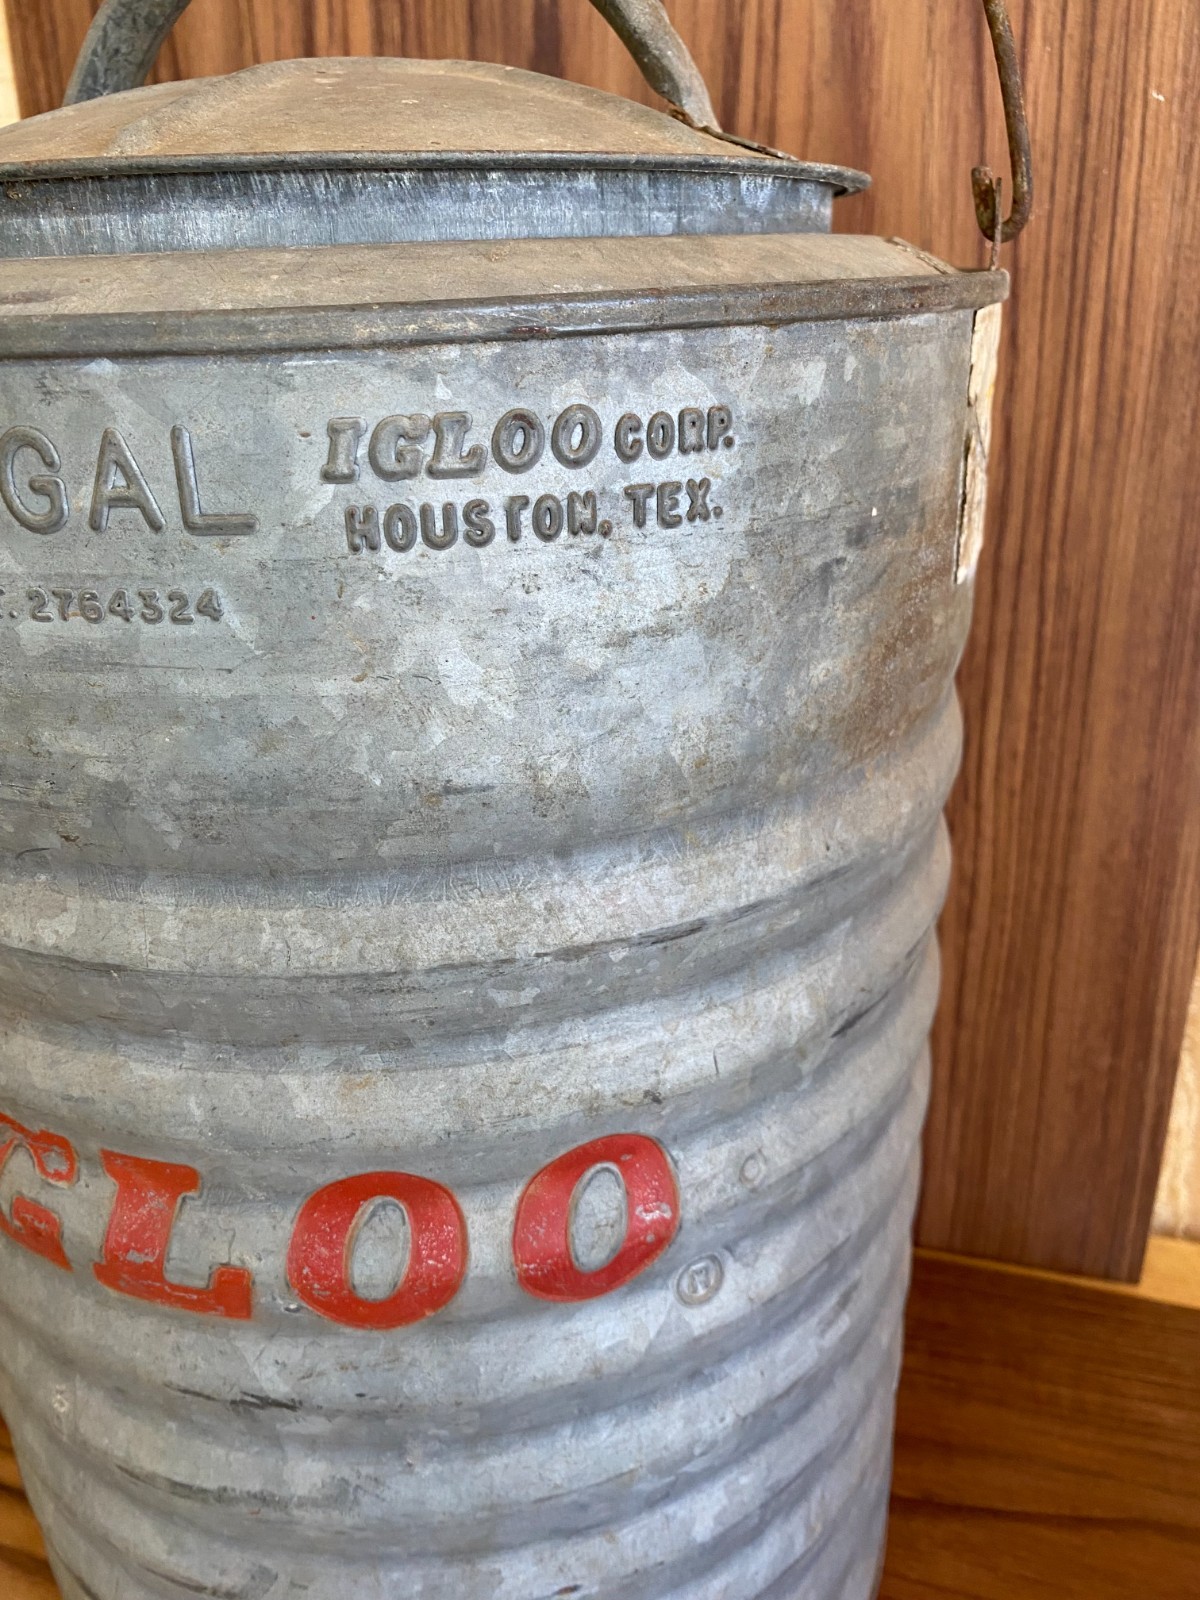 GAL
IGLOO CORP.
HOUSTON, TEX.
. 2764324
GLOO